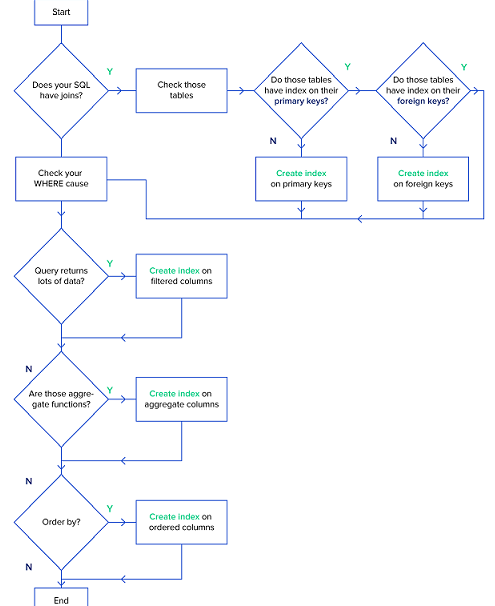 Start
Y
Y
Y
Does your SQL
have joins?
Check those
tables
Do those tables
have index on their
primary keys?
Do those tables
have index on their
foreign keys?
N
N
Check your
WHERE cause
Create index
on primary keys
Create index
on foreign keys
Y
Query returns
lots of data?
Create index on
filtered columns
N
Y
Are those aggre-
gate functions?
Create index on
aggregate columns
N
Y
Order by?
Create index on
ordered columns
N
End